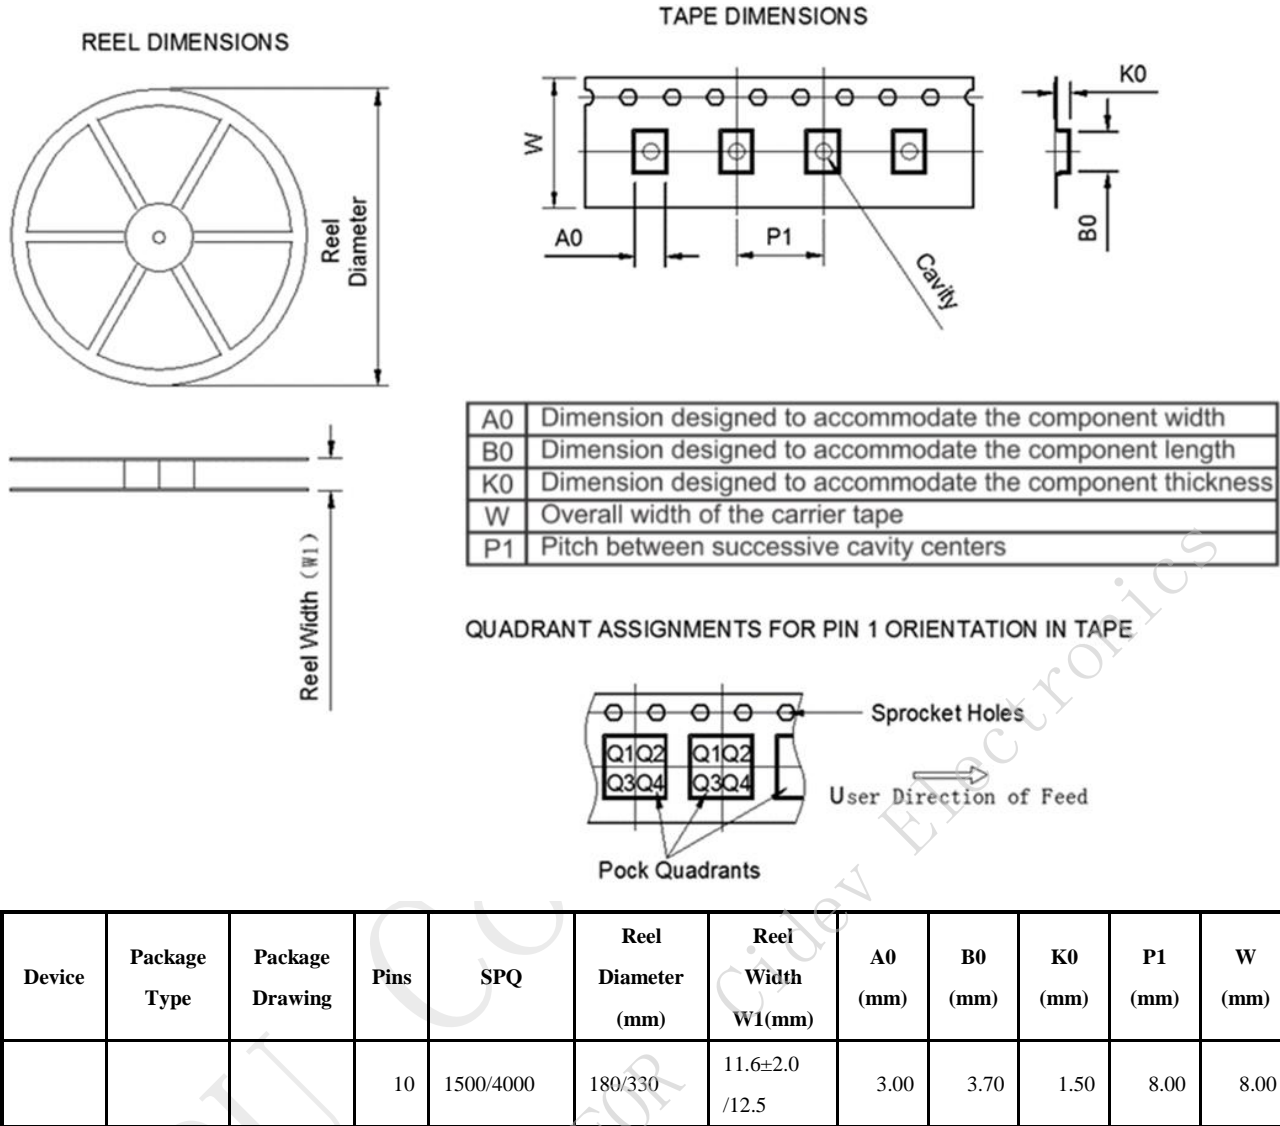 REEL DIMENSIONS
TAPE DIMENSIONS
Reel
Diameter
W
A0
P1
Cavity
K0
B0
Reel Width (W1)
A0 Dimension designed to accommodate the component width
B0 Dimension designed to accommodate the component length
K0 Dimension designed to accommodate the component thickness
W Overall width of the carrier tape
P1 Pitch between successive cavity centers
QUADRANT ASSIGNMENTS FOR PIN 1 ORIENTATION IN TAPE
Sprocket Holes
Q1 Q2 Q1 Q2
Q3 Q4 Q3 Q4
User Direction of Feed
Pock Quadrants
Device Package Type Package Drawing Pins SPQ Reel Diameter (mm) Reel Width W1(mm) A0 (mm) B0 (mm) K0 (mm) P1 (mm) W (mm)
10 1500/4000 180/330 11.6±2.0 /12.5 3.00 3.70 1.50 8.00 8.00
Cidev Electronics
FOR